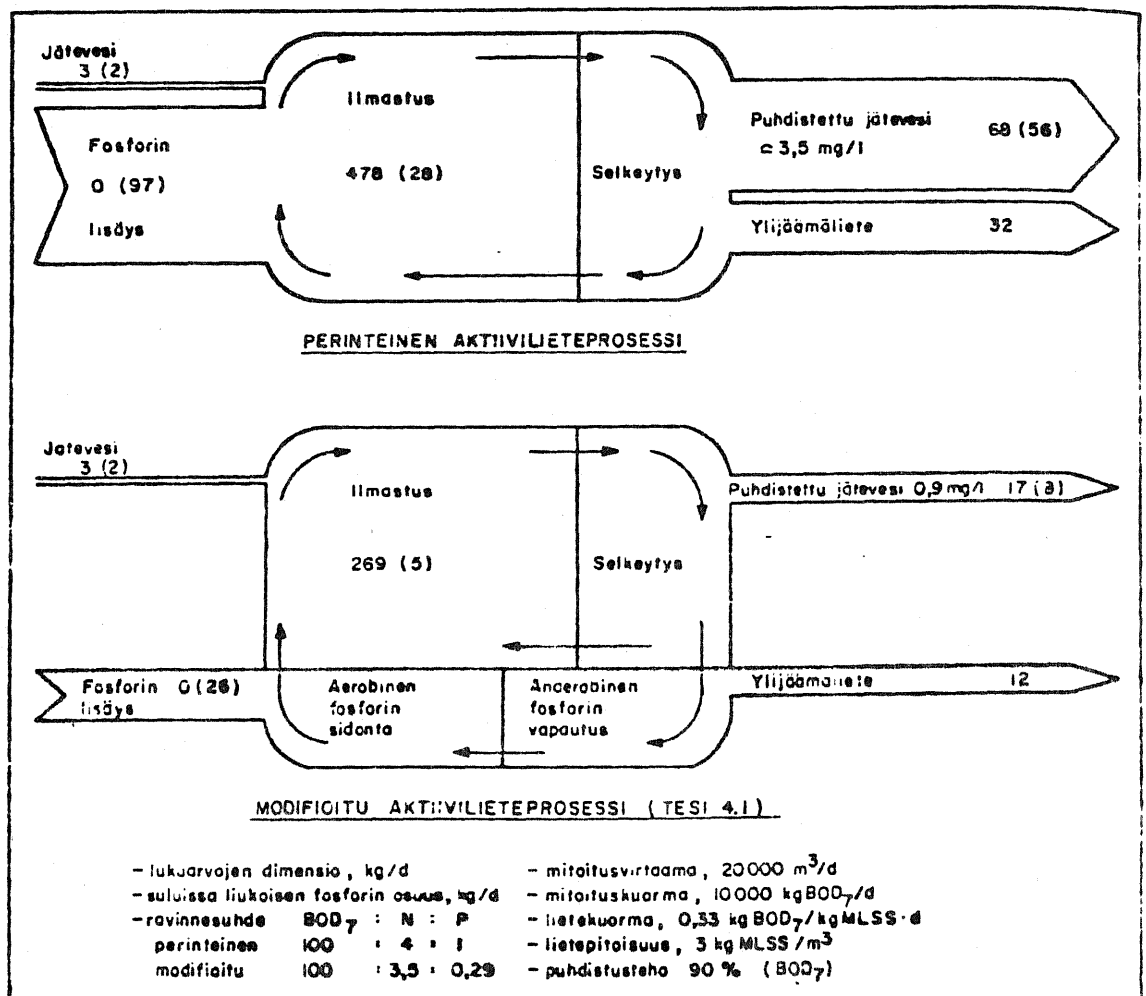 Jätevesi
3 (2)
Fosforin
0 (97)
lisäys
Ilmastus
478 (28)
Selkeytys
Puhdistettu jätevesi 68 (56)
≏ 3,5 mg/l
Ylijäämäliete 32
PERINTEINEN AKTIIVILIETEPROSESSI
Jätevesi
3 (2)
Ilmastus
269 (5)
Selkeytys
Puhdistettu jätevesi 0,9 mg/l 17 (8)
Fosforin 0 (26)
lisäys
Aerobinen
fosforin
sidonta
Anaerobinen
fosforin
vapautus
Ylijäämäliete 12
MODIFIOITU AKTIIVILIETEPROSESSI (TESI 4.1)
- lukuarvojen dimensio, kg/d
- suluissa liukoisen fosforin osuus, kg/d
- ravinnesuhde BOD₇ : N : P
perinteinen 100 : 4 : 1
modifioitu 100 : 3,5 : 0,29
- mitoitusvirtaama, 20000 m³/d
- mitoituskuorma, 10000 kgBOD₇/d
- lietekuorma, 0,33 kg BOD₇/kgMLSS·d
- lietepitoisuus, 3 kg MLSS/m³
- puhdistusteho 90 % (BOD₇)